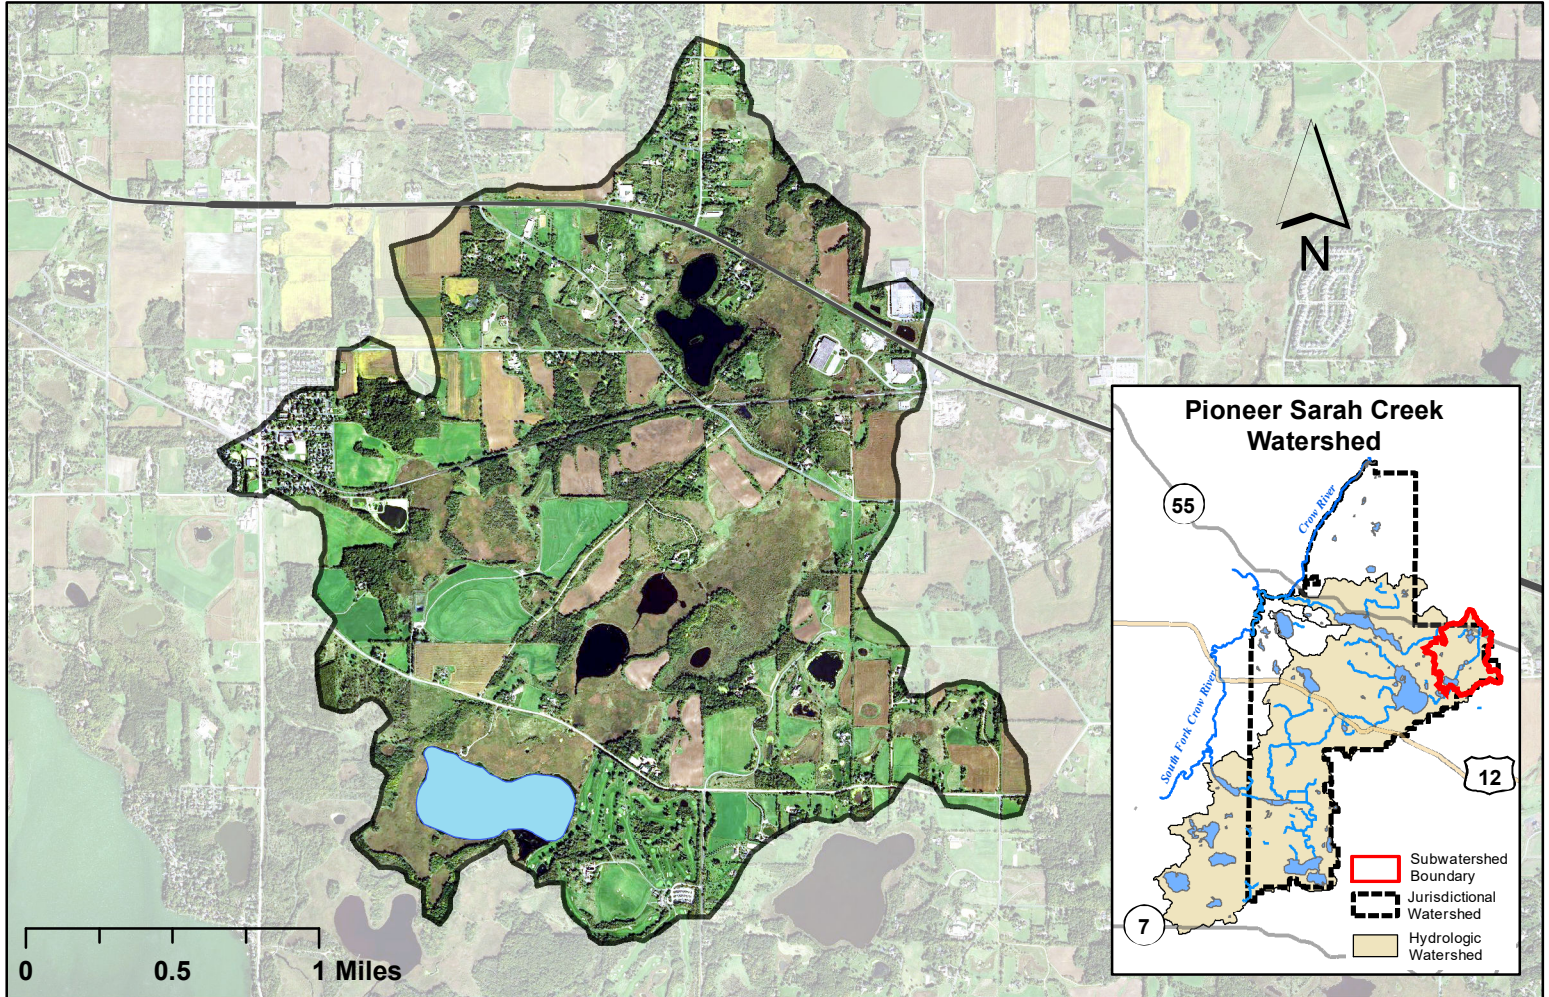 N
0
0.5
1 Miles
Pioneer Sarah Creek
Watershed
55
Crow River
South Fork Crow River
12
7
Subwatershed
Boundary
Jurisdictional
Watershed
Hydrologic
Watershed